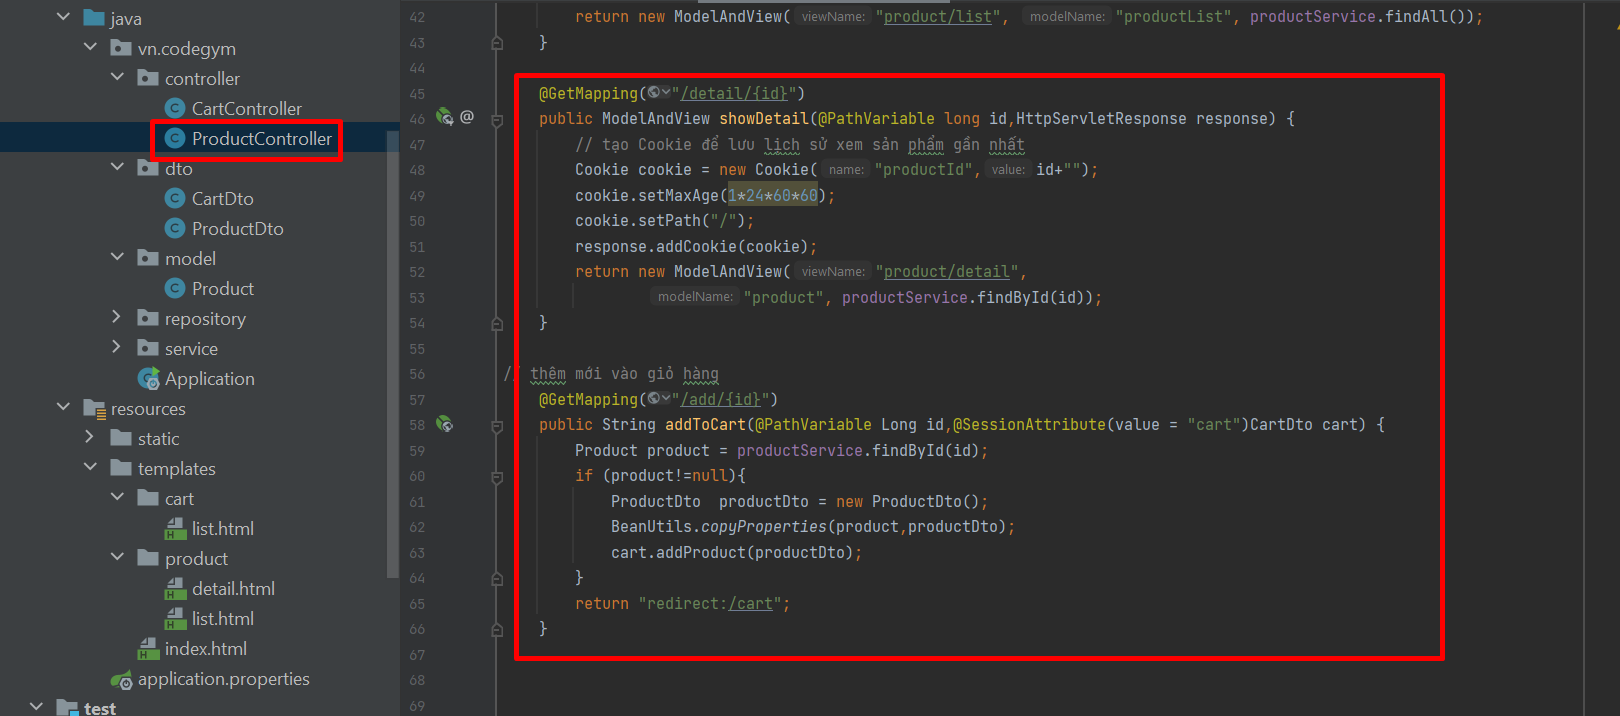 java
vn.codegym
controller
CartController
ProductController
dto
CartDto
ProductDto
model
Product
repository
service
Application
resources
static
templates
cart
list.html
product
detail.html
list.html
index.html
application.properties
test
42 return new ModelAndView( viewName: "product/list", modelName: "productList", productService.findAll());
43 }
44
45 @GetMapping("/detail/{id}")
46 @ public ModelAndView showDetail(@PathVariable long id,HttpServletResponse response) {
47 // tạo Cookie để lưu lịch sử xem sản phẩm gần nhất
48 Cookie cookie = new Cookie( name: "productId", value: id+"");
49 cookie.setMaxAge(1*24*60*60);
50 cookie.setPath("/");
51 response.addCookie(cookie);
52 return new ModelAndView( viewName: "product/detail",
53 modelName: "product", productService.findById(id));
54 }
55
56 // thêm mới vào giỏ hàng
57 @GetMapping("/add/{id}")
58 public String addToCart(@PathVariable Long id,@SessionAttribute(value = "cart")CartDto cart) {
59 Product product = productService.findById(id);
60 if (product!=null){
61 ProductDto productDto = new ProductDto();
62 BeanUtils.copyProperties(product,productDto);
63 cart.addProduct(productDto);
64 }
65 return "redirect:/cart";
66 }
67
68
69